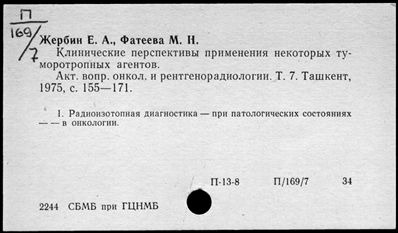 П
169/
7
Жербин Е. А., Фатеева М. Н.
Клинические перспективы применения некоторых ту-
моротропных агентов.
Акт. вопр. онкол. и рентгенорадиологии. Т. 7. Ташкент,
1975, с. 155—171.
1. Радиоизотопная диагностика — при патологических состояниях
— — в онкологии.
П-13-8 П/169/7 34
2244 СБМБ при ГЦНМБ